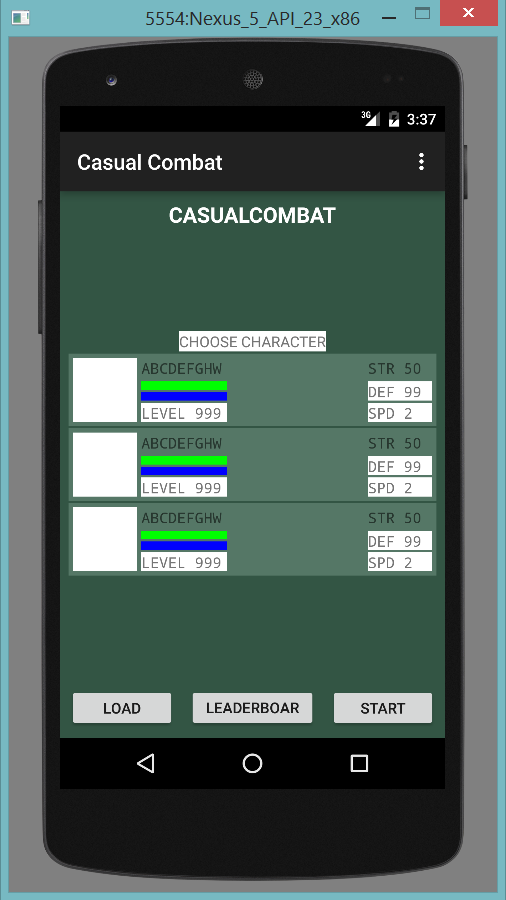 5554:Nexus_5_API_23_x86
3G 3:37
Casual Combat
CASUALCOMBAT
CHOOSE CHARACTER
ABCDEFGHW STR 50
DEF 99
LEVEL 999 SPD 2
ABCDEFGHW STR 50
DEF 99
LEVEL 999 SPD 2
ABCDEFGHW STR 50
DEF 99
LEVEL 999 SPD 2
LOAD LEADERBOAR START